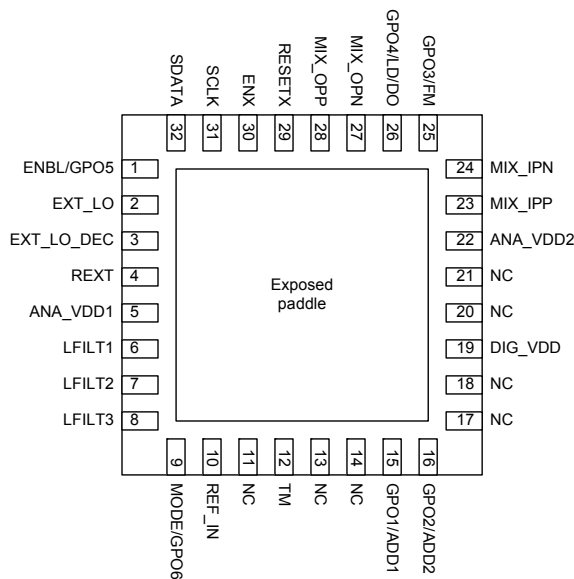 SDATA
SCLK
ENX
RESETX
MIX_OPP
MIX_OPN
GPO4/LD/DO
GPO3/FM
32
31
30
29
28
27
26
25
ENBL/GPO5 1
EXT_LO 2
EXT_LO_DEC 3
REXT 4
ANA_VDD1 5
LFILT1 6
LFILT2 7
LFILT3 8
Exposed
paddle
24 MIX_IPN
23 MIX_IPP
22 ANA_VDD2
21 NC
20 NC
19 DIG_VDD
18 NC
17 NC
9
10
11
12
13
14
15
16
MODE/GPO6
REF_IN
NC
TM
NC
NC
GPO1/ADD1
GPO2/ADD2